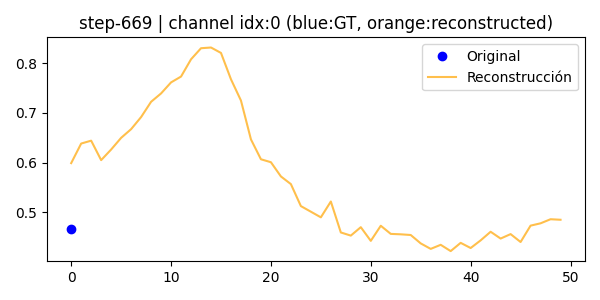 step-669 | channel idx:0 (blue:GT, orange:reconstructed)
Original
Reconstrucción
0.8
0.7
0.6
0.5
0 10 20 30 40 50